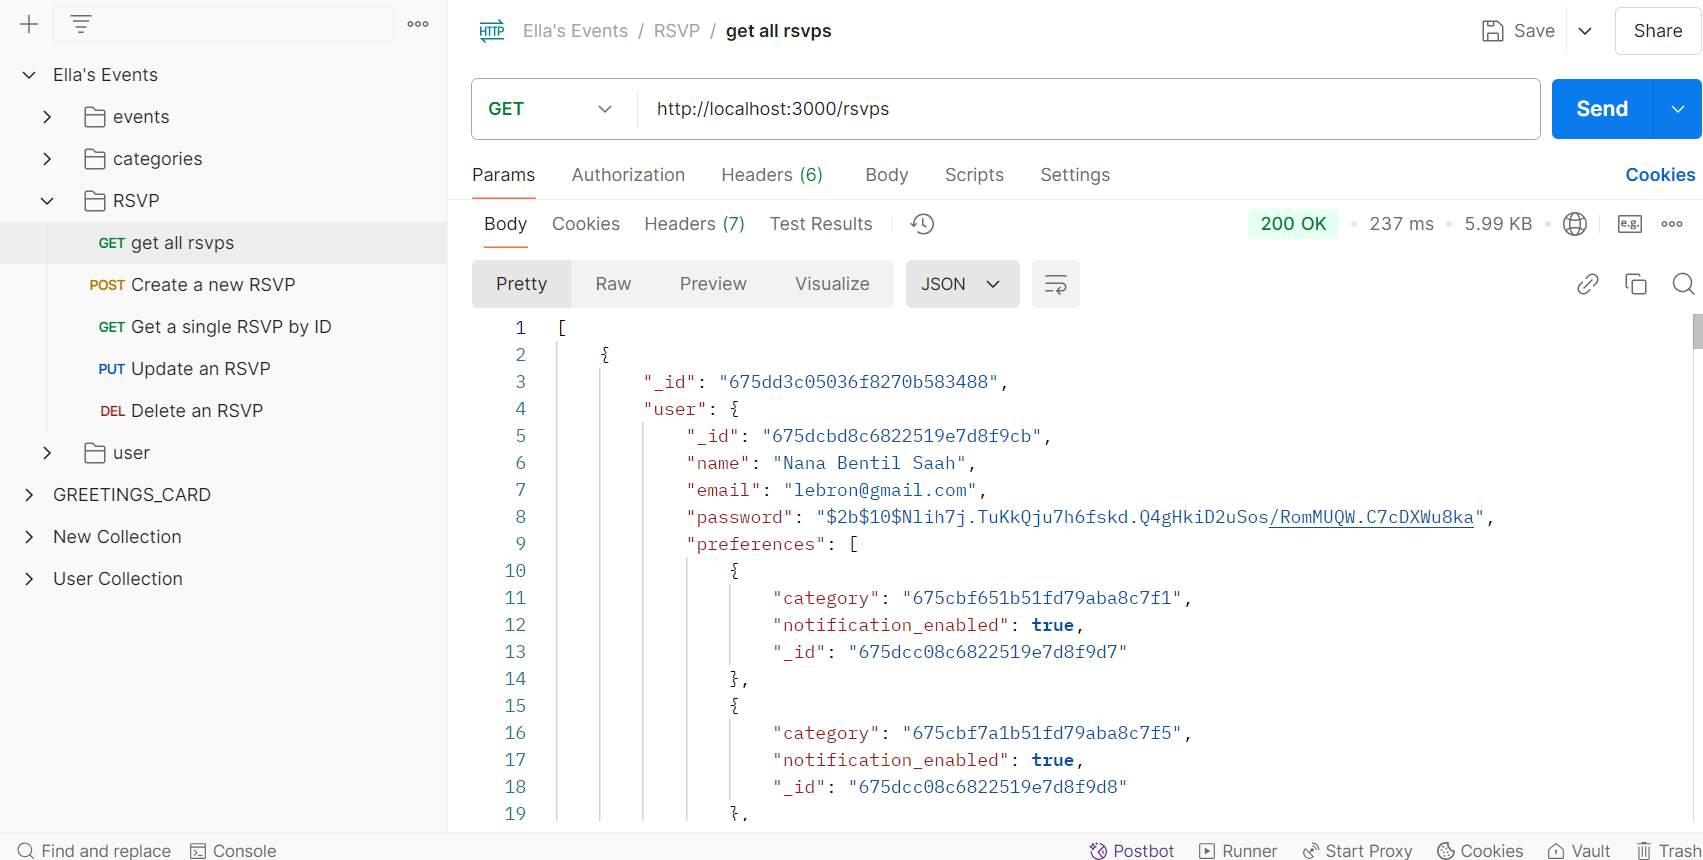 Ella's Events
events
categories
RSVP
GET get all rsvps
POST Create a new RSVP
GET Get a single RSVP by ID
PUT Update an RSVP
DEL Delete an RSVP
user
GREETINGS_CARD
New Collection
User Collection
HTTP Ella's Events / RSVP / get all rsvps
Save
Share
GET http://localhost:3000/rsvps
Send
Params Authorization Headers (6) Body Scripts Settings Cookies
Body Cookies Headers (7) Test Results 200 OK • 237 ms • 5.99 KB • e.g.
Pretty Raw Preview Visualize JSON
1 [
2 {
3 "_id": "675dd3c05036f8270b583488",
4 "user": {
5 "_id": "675dcbd8c6822519e7d8f9cb",
6 "name": "Nana Bentil Saah",
7 "email": "lebron@gmail.com",
8 "password": "$2b$10$Nlih7j.TuKkQju7h6fskd.Q4gHkiD2uSos/RomMUQW.C7cDXWu8ka",
9 "preferences": [
10 {
11 "category": "675cbf651b51fd79aba8c7f1",
12 "notification_enabled": true,
13 "_id": "675dcc08c6822519e7d8f9d7"
14 },
15 {
16 "category": "675cbf7a1b51fd79aba8c7f5",
17 "notification_enabled": true,
18 "_id": "675dcc08c6822519e7d8f9d8"
19 },
Find and replace Console Postbot Runner Start Proxy Cookies Vault Trash